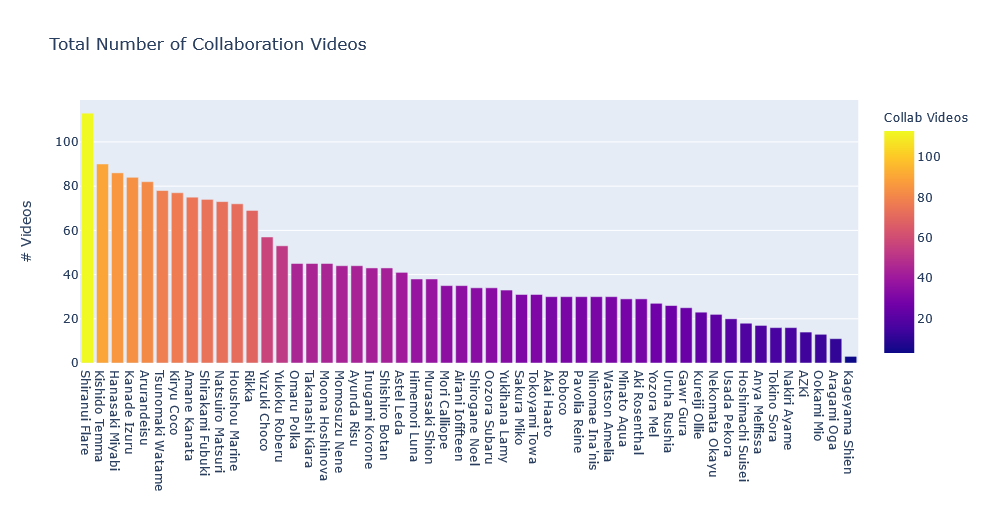 Total Number of Collaboration Videos
Collab Videos
# Videos
100
80
60
40
20
0
100
80
60
40
20
Shiranui Flare
Kishido Temma
Hanasaki Miyabi
Kanade Izuru
Arurandeisu
Tsunomaki Watame
Kiryu Coco
Amane Kanata
Shirakami Fubuki
Natsuiro Matsuri
Houshou Marine
Rikka
Yuzuki Choco
Yukoku Roberu
Omaru Polka
Takanashi Kiara
Moona Hoshinova
Momosuzu Nene
Ayunda Risu
Inugami Korone
Shishiro Botan
Astel Leda
Himemori Luna
Murasaki Shion
Mori Calliope
Airani Iofifteen
Shirogane Noel
Oozora Subaru
Yukihana Lamy
Sakura Miko
Tokoyami Towa
Akai Haato
Roboco
Pavolia Reine
Ninomae Ina'nis
Watson Amelia
Minato Aqua
Aki Rosenthal
Yozora Mel
Uruha Rushia
Gawr Gura
Kureiji Ollie
Nekomata Okayu
Usada Pekora
Hoshimachi Suisei
Anya Melfissa
Tokino Sora
Nakiri Ayame
AZKi
Ookami Mio
Aragami Oga
Kageyama Shien